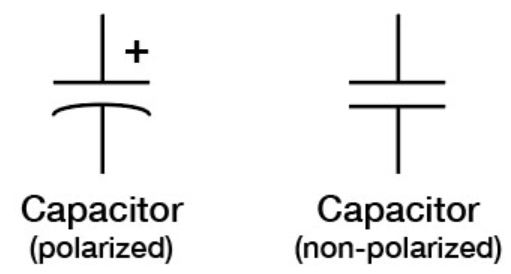 +
Capacitor
(polarized)
Capacitor
(non-polarized)